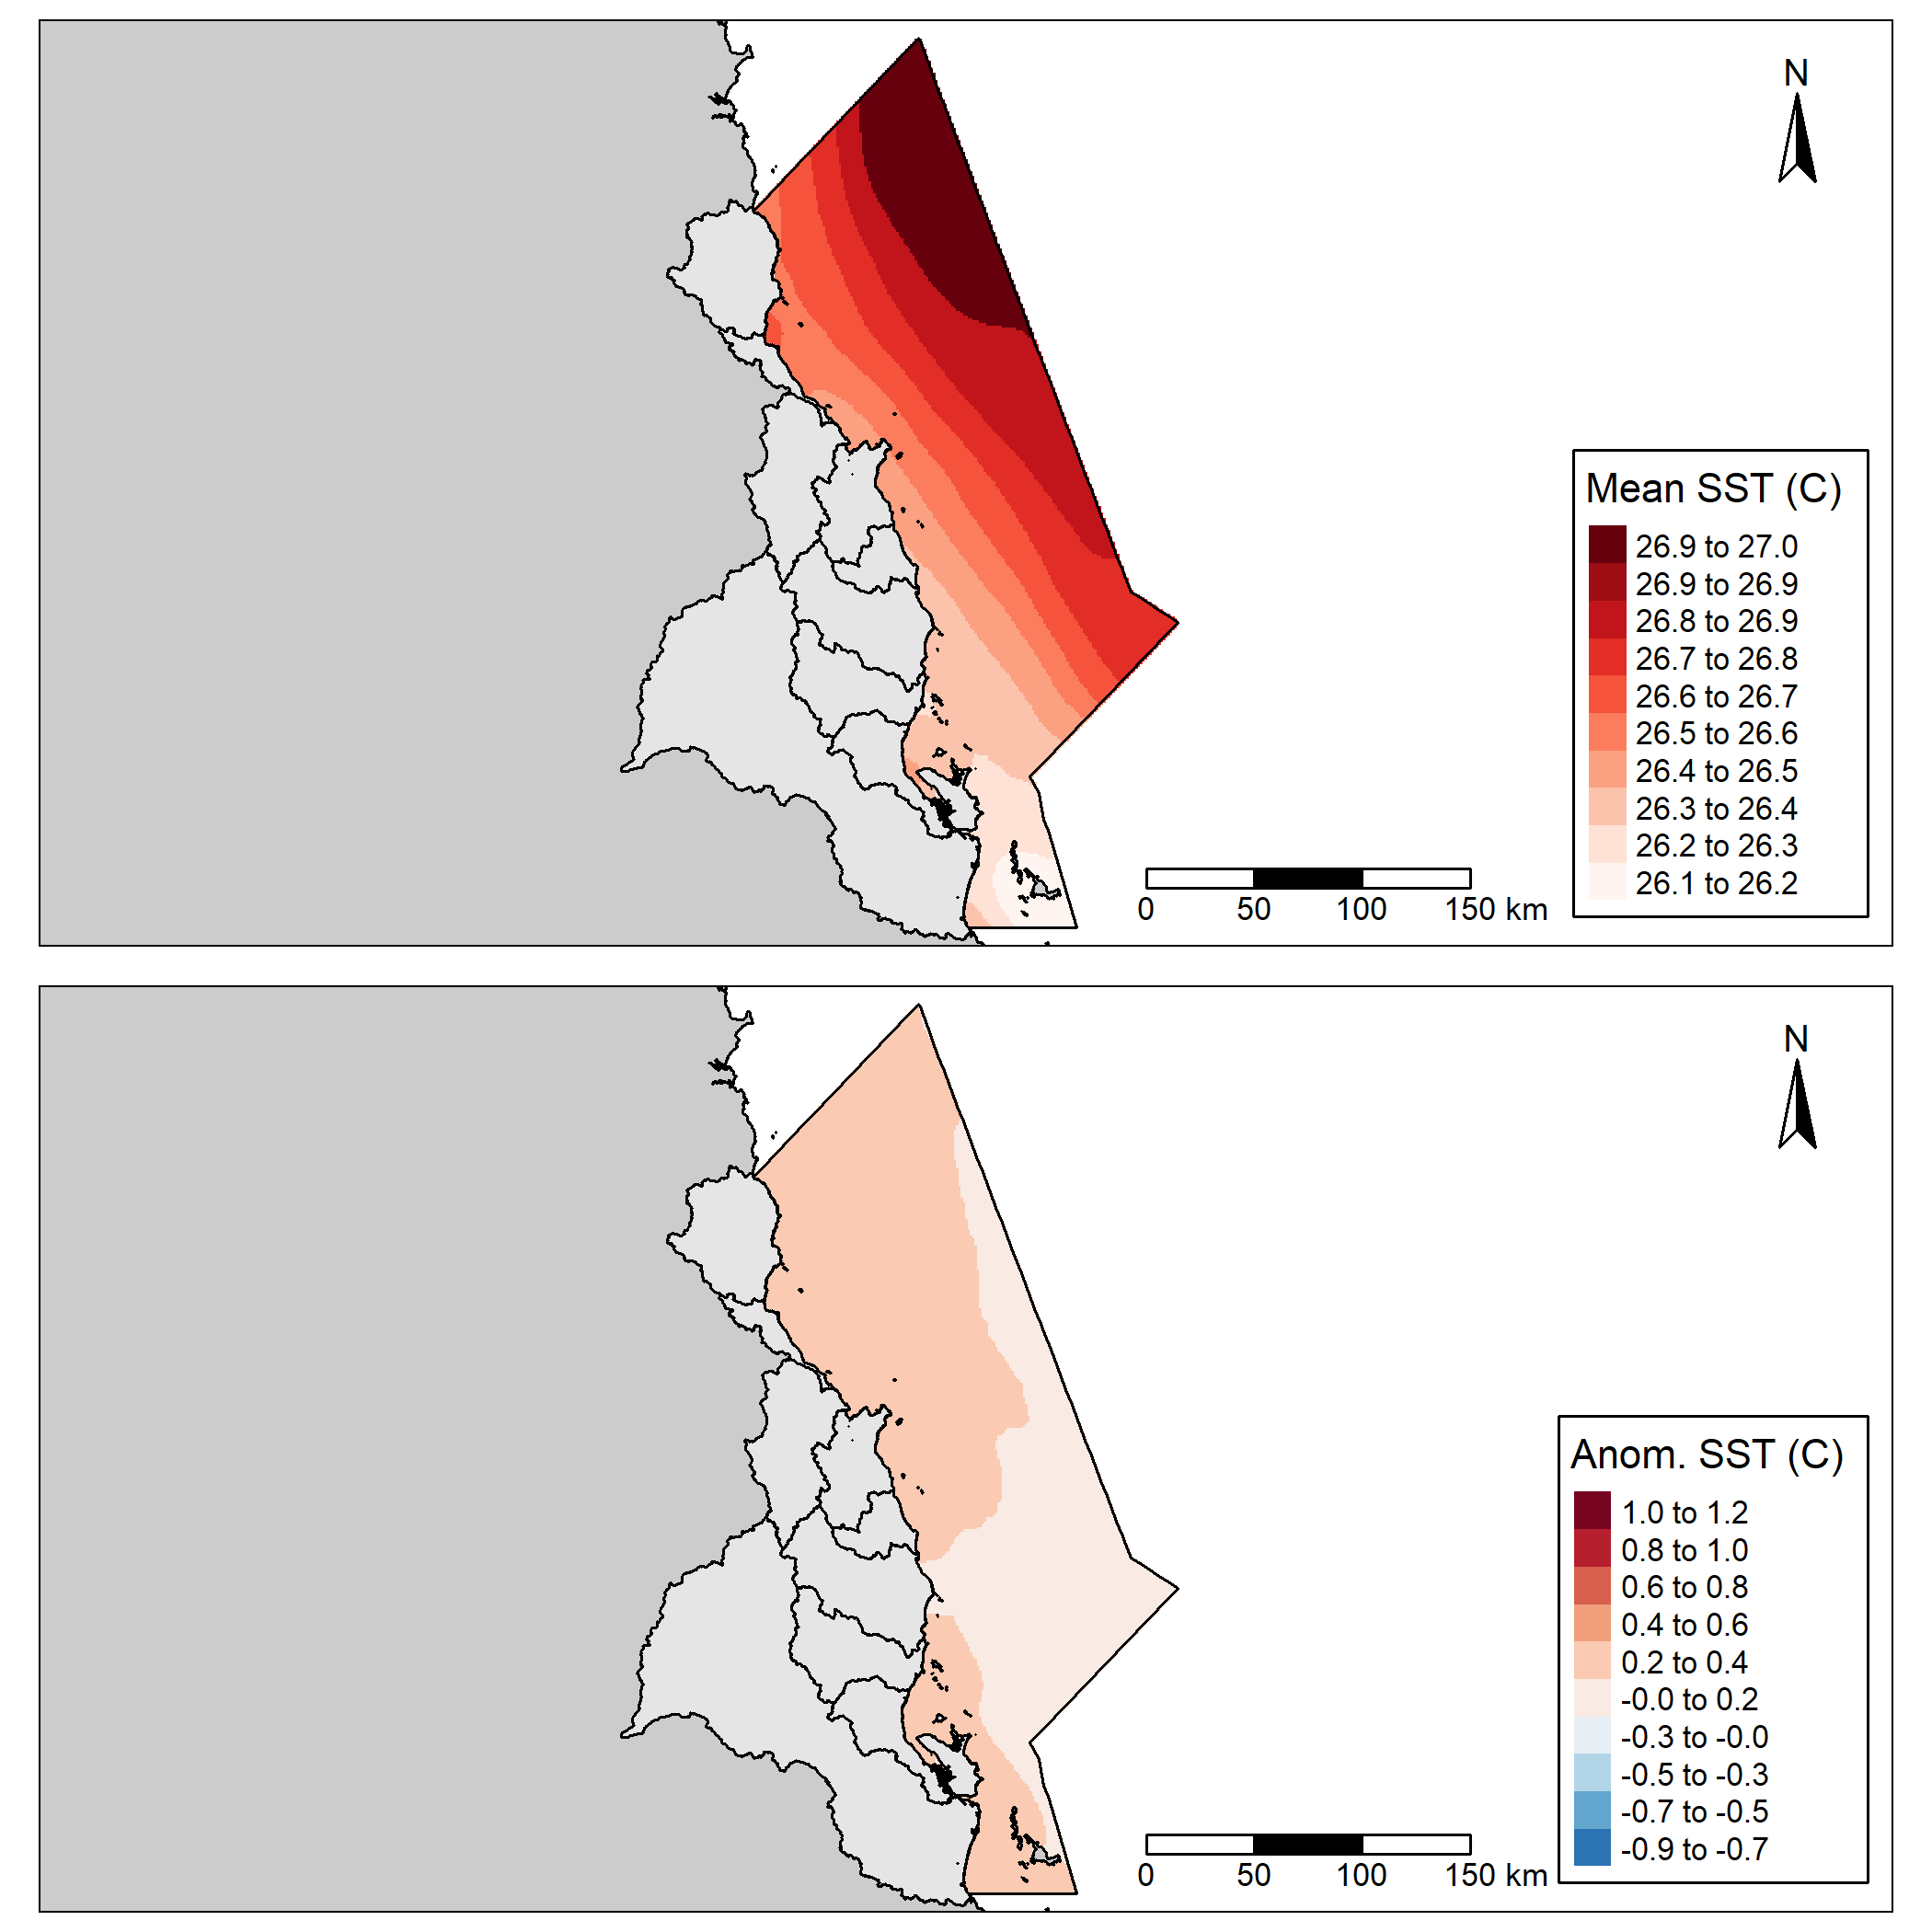 N
Mean SST (C)
26.9 to 27.0
26.9 to 26.9
26.8 to 26.9
26.7 to 26.8
26.6 to 26.7
26.5 to 26.6
26.4 to 26.5
26.3 to 26.4
26.2 to 26.3
26.1 to 26.2
0 50 100 150 km
N
Anom. SST (C)
1.0 to 1.2
0.8 to 1.0
0.6 to 0.8
0.4 to 0.6
0.2 to 0.4
-0.0 to 0.2
-0.3 to -0.0
-0.5 to -0.3
-0.7 to -0.5
-0.9 to -0.7
0 50 100 150 km